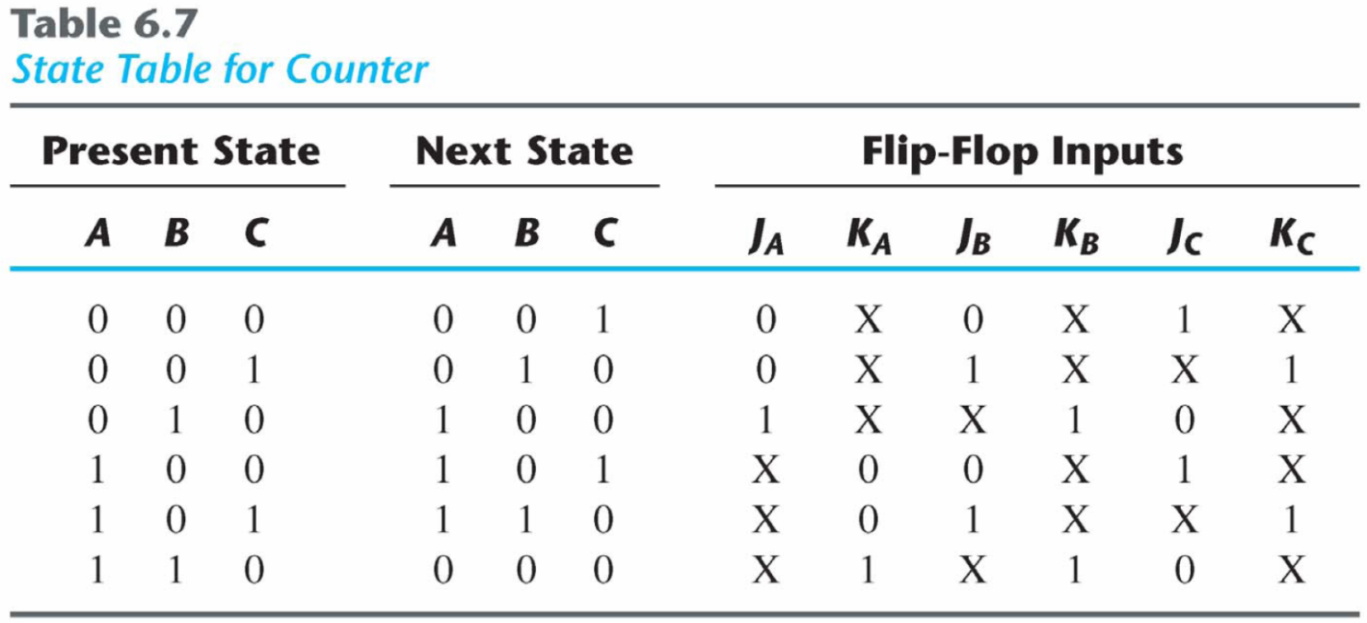 Table 6.7
State Table for Counter
Present State Next State Flip-Flop Inputs
A B C A B C JA KA JB KB JC KC
0 0 0 0 0 1 0 X 0 X 1 X
0 0 1 0 1 0 0 X 1 X X 1
0 1 0 1 0 0 1 X X 1 0 X
1 0 0 1 0 1 X 0 0 X 1 X
1 0 1 1 1 0 X 0 1 X X 1
1 1 0 0 0 0 X 1 X 1 0 X